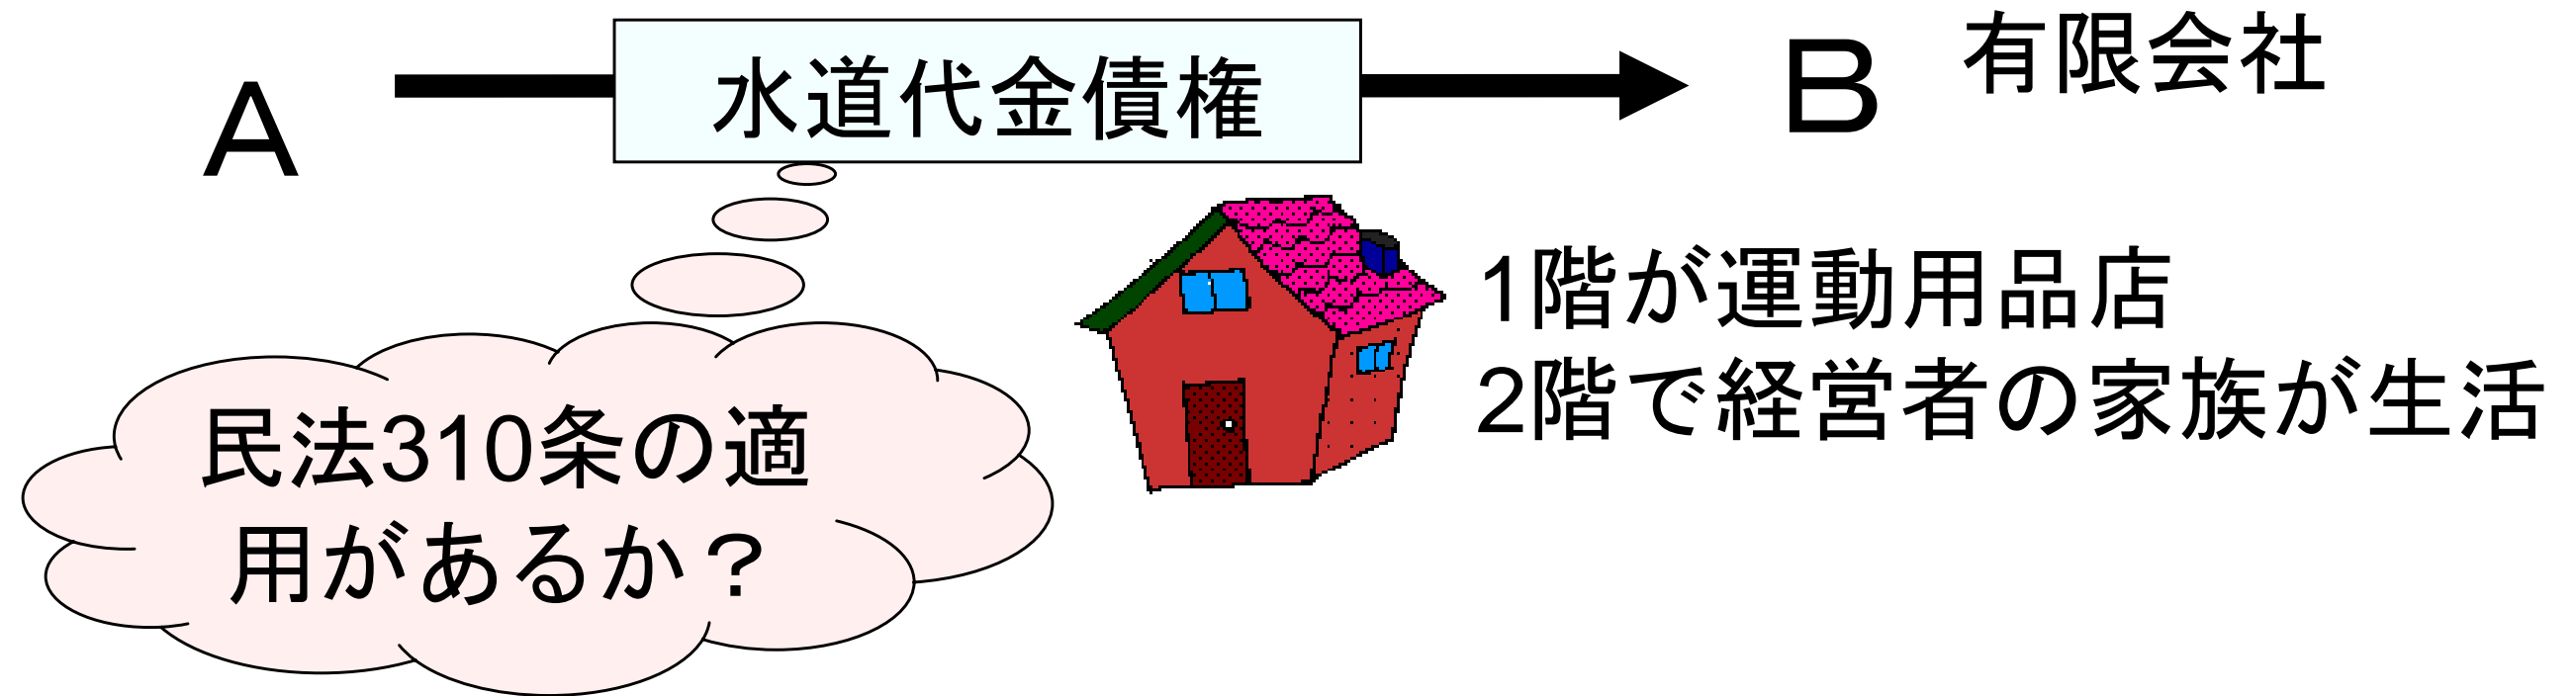 A
水道代金債権
B
有限会社
1階が運動用品店
2階で経営者の家族が生活
民法310条の適
用があるか？